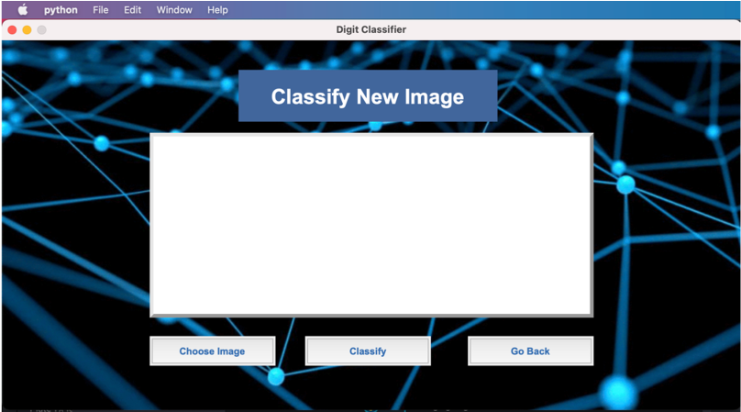 python File Edit Window Help
Digit Classifier
Classify New Image
Choose Image Classify Go Back